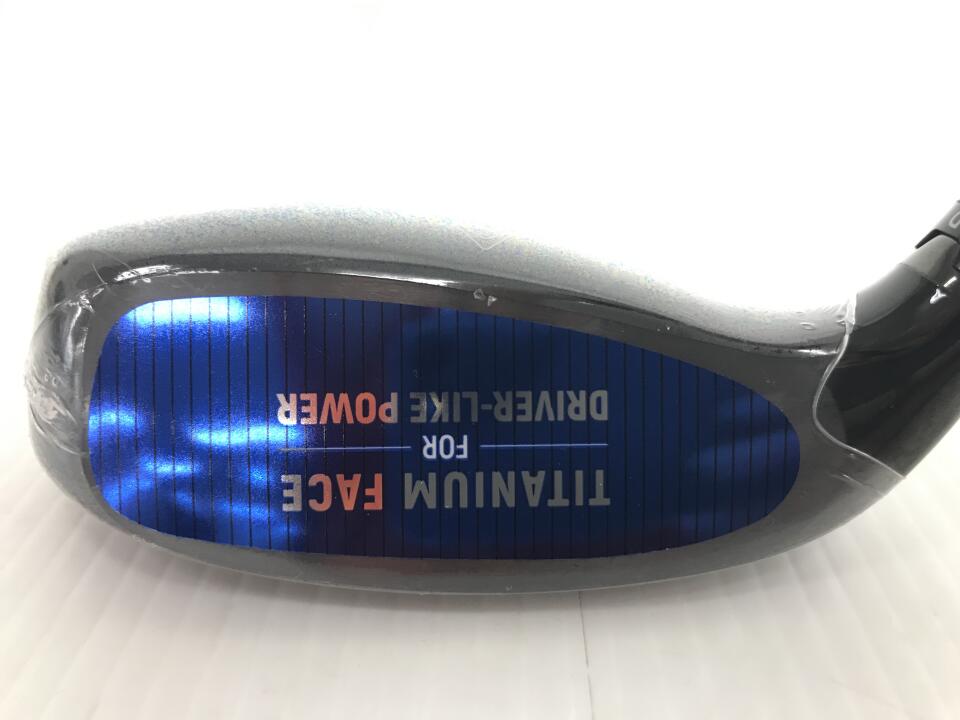 TITANIUM FACE
FOR
DRIVER-LIKE POWER